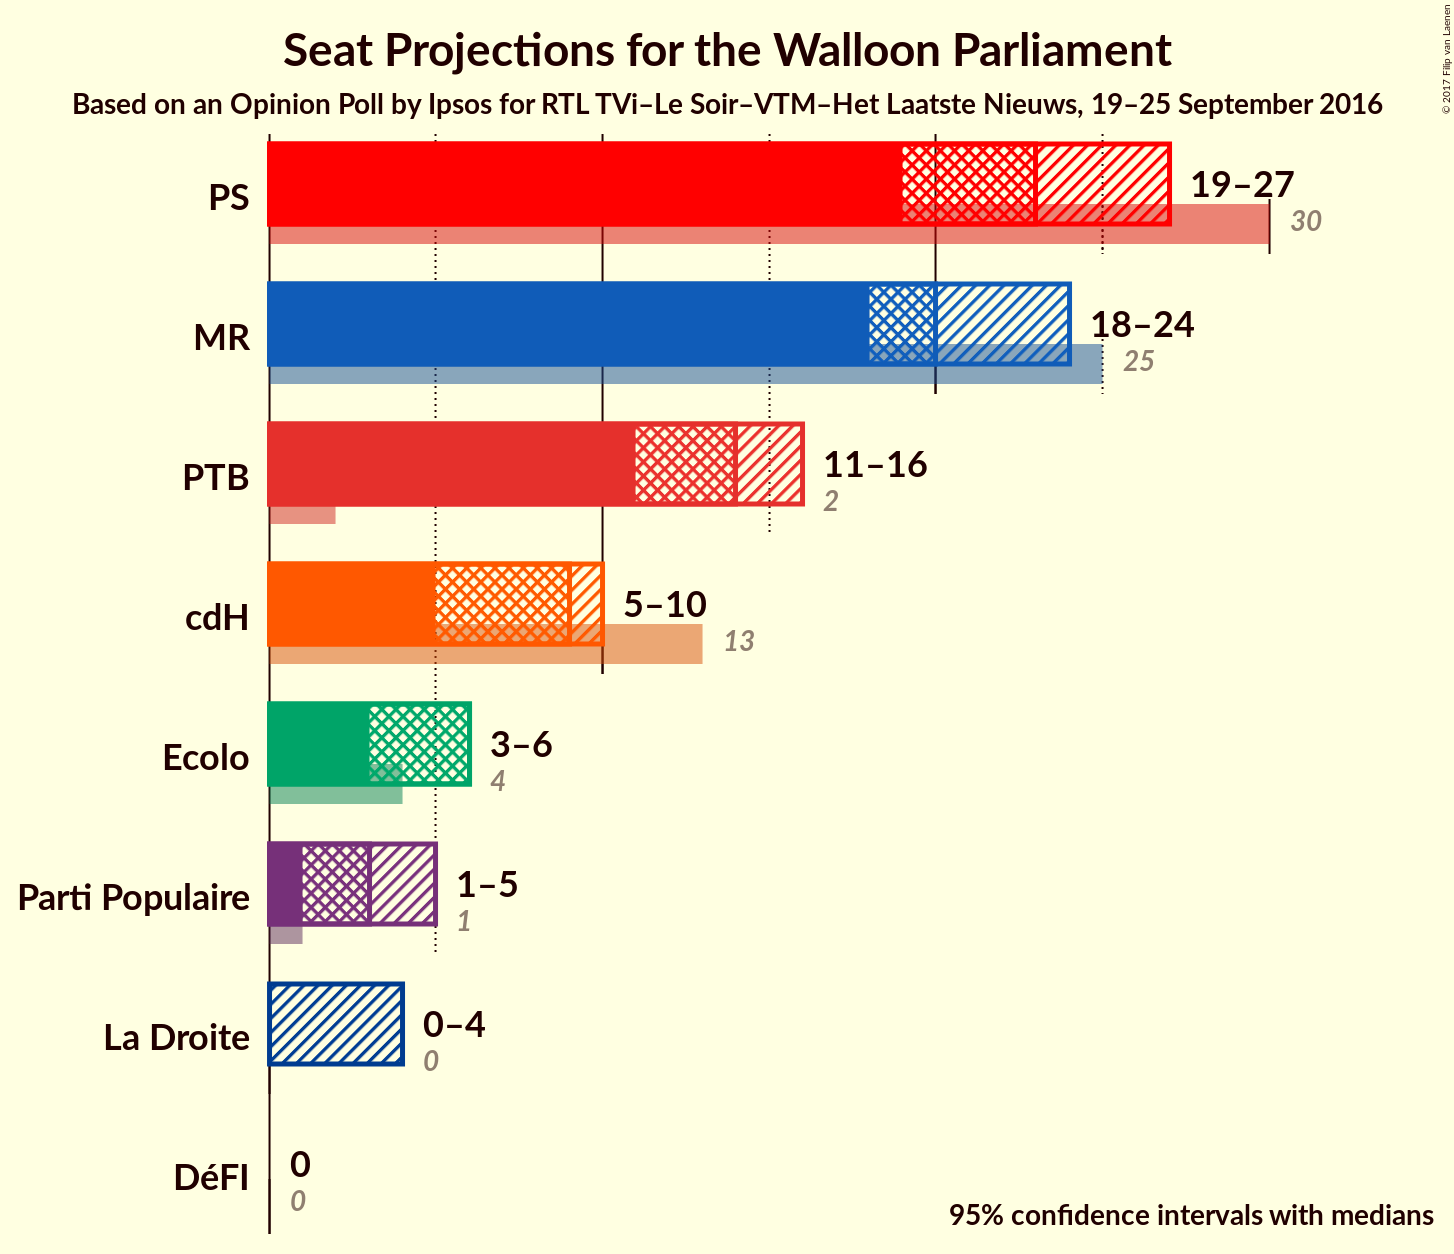 Seat Projections for the Walloon Parliament
Based on an Opinion Poll by Ipsos for RTL TVi–Le Soir–VTM–Het Laatste Nieuws, 19–25 September 2016
© 2017 Filip van Laenen
PS
19–27
30
MR
18–24
25
PTB
11–16
2
cdH
5–10
13
Ecolo
3–6
4
Parti Populaire
1–5
1
La Droite
0–4
0
DéFI
0
0
95% confidence intervals with medians